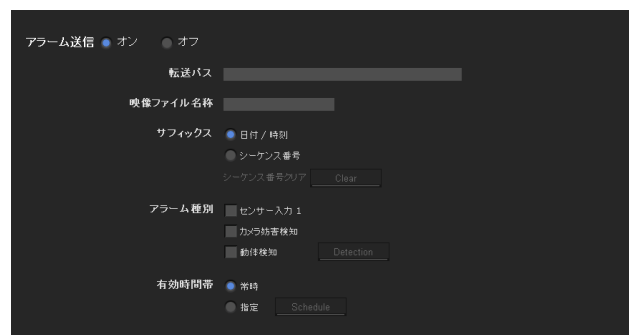 アラーム送信 オン オフ
転送パス
映像ファイル名称
サフィックス 日付 / 時刻
シーケンス番号
シーケンス番号クリア Clear
アラーム種別 センサー入力 1
カメラ妨害検知
動体検知 Detection
有効時間帯 常時
指定 Schedule